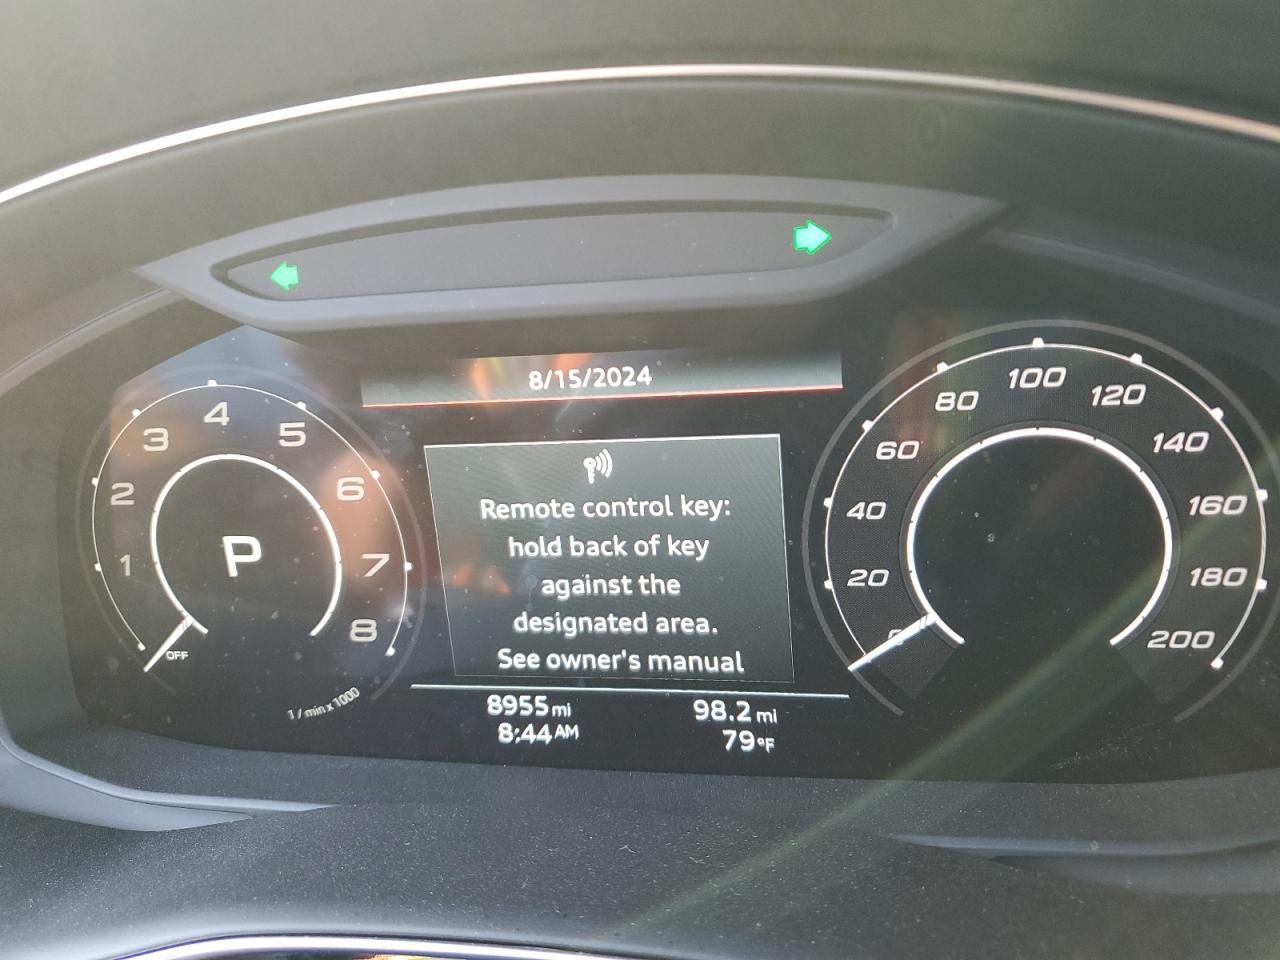 8/15/2024
1
2
3
4
5
6
7
8
P
OFF
1 / min x 1000
Remote control key:
hold back of key
against the
designated area.
See owner's manual
8955 mi
98.2 mi
8:44 AM
79°F
0
20
40
60
80
100
120
140
160
180
200